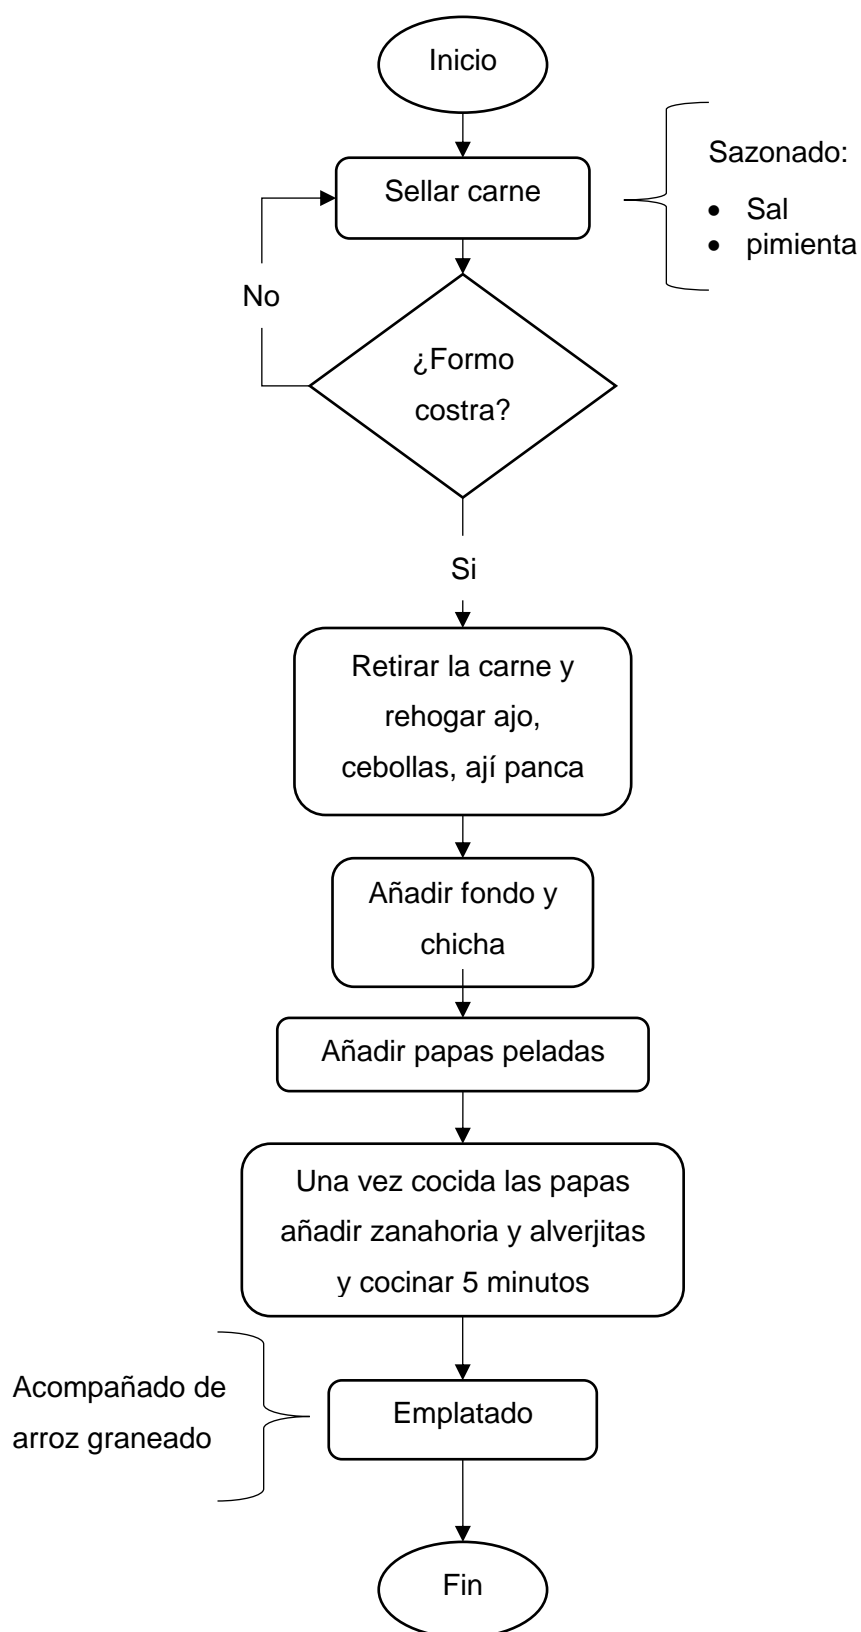 Inicio
Sellar carne
Sazonado:
• Sal
• pimienta
No
¿Formo
costra?
Si
Retirar la carne y
rehogar ajo,
cebollas, ají panca
Añadir fondo y
chicha
Añadir papas peladas
Una vez cocida las papas
añadir zanahoria y alverjitas
y cocinar 5 minutos
Acompañado de
arroz graneado
Emplatado
Fin